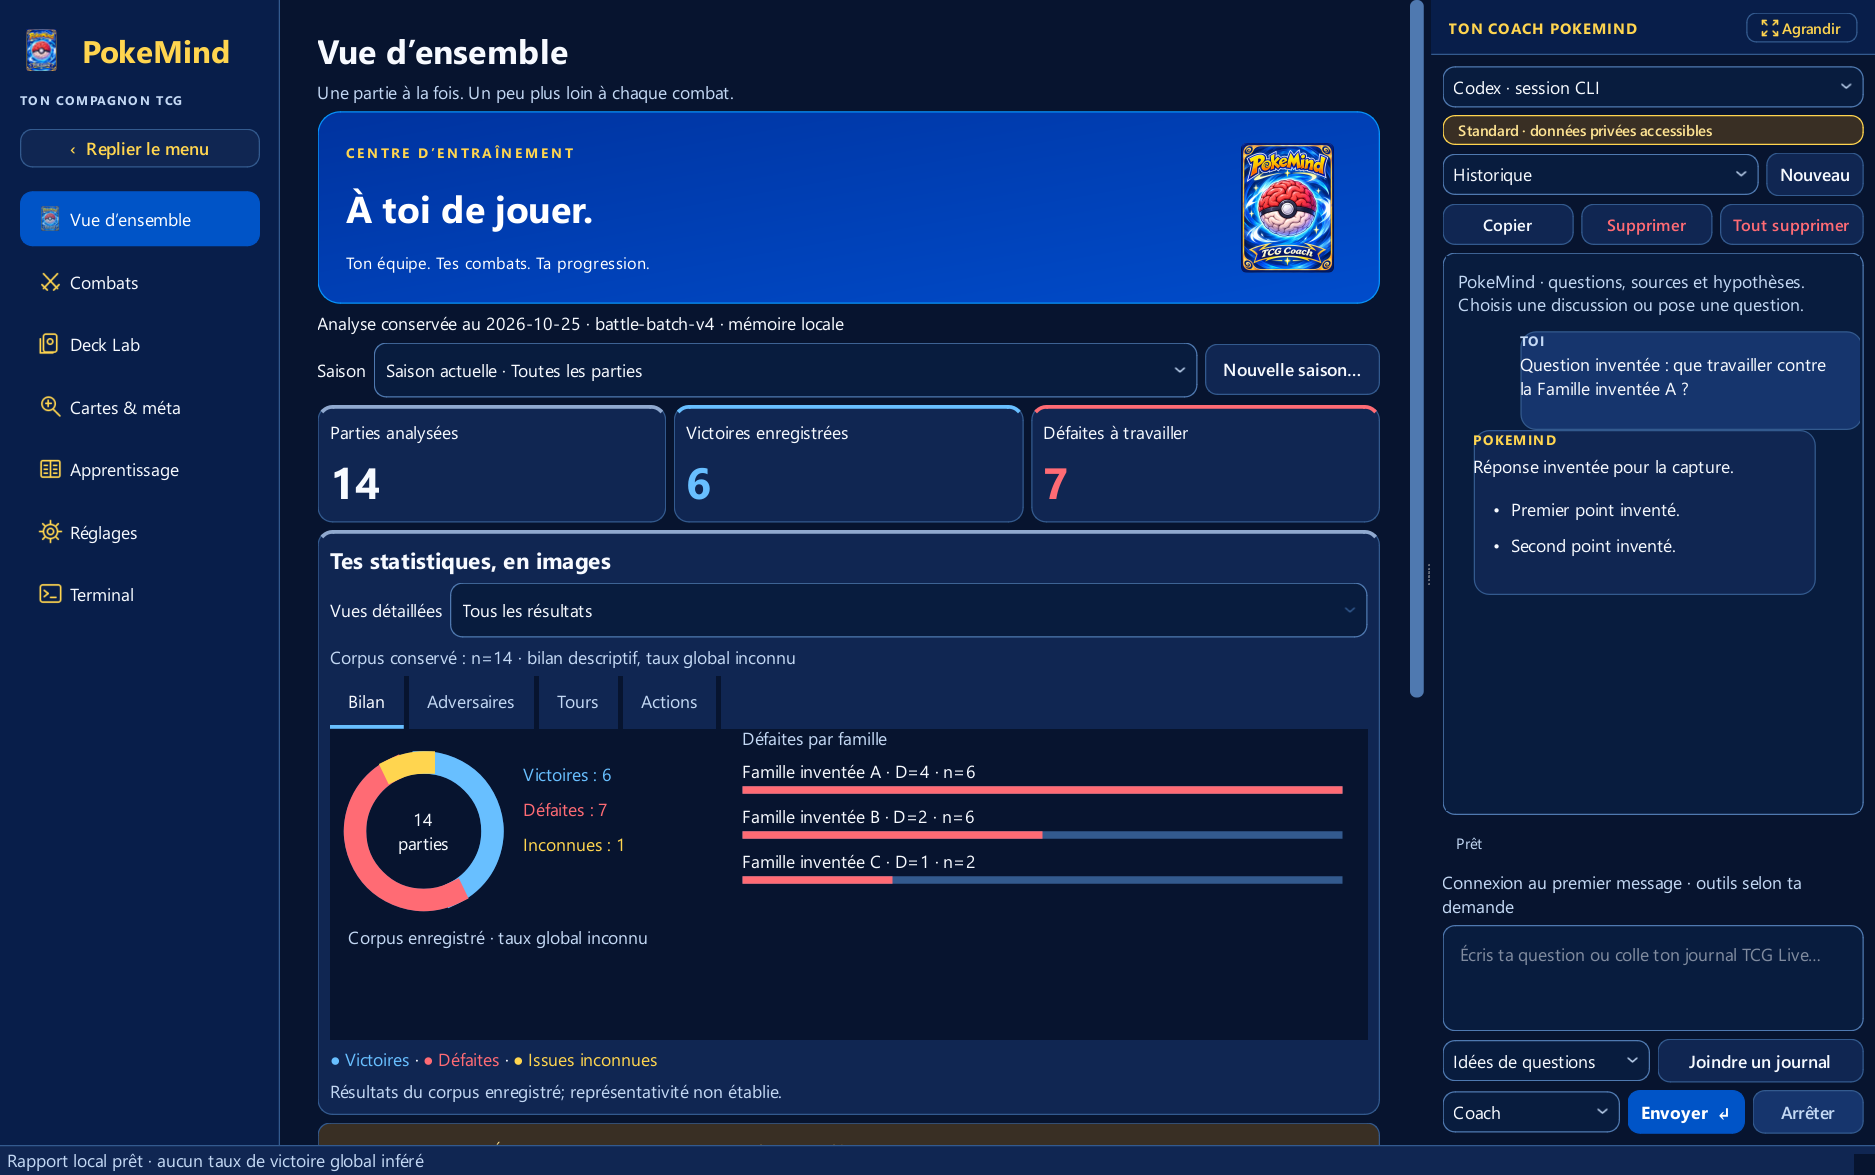 PokeMind
TON COMPAGNON TCG
‹ Replier le menu
Vue d’ensemble
Combats
Deck Lab
Cartes & méta
Apprentissage
Réglages
Terminal
Vue d’ensemble
Une partie à la fois. Un peu plus loin à chaque combat.
CENTRE D’ENTRAÎNEMENT
À toi de jouer.
Ton équipe. Tes combats. Ta progression.
PokeMind
TCG Coach
Analyse conservée au 2026-10-25 · battle-batch-v4 · mémoire locale
Saison
Saison actuelle · Toutes les parties
Nouvelle saison…
Parties analysées
14
Victoires enregistrées
6
Défaites à travailler
7
Tes statistiques, en images
Vues détaillées
Tous les résultats
Corpus conservé : n=14 · bilan descriptif, taux global inconnu
Bilan
Adversaires
Tours
Actions
14
parties
Victoires : 6
Défaites : 7
Inconnues : 1
Corpus enregistré · taux global inconnu
Défaites par famille
Famille inventée A · D=4 · n=6
Famille inventée B · D=2 · n=6
Famille inventée C · D=1 · n=2
● Victoires · ● Défaites · ● Issues inconnues
Résultats du corpus enregistré; représentativité non établie.
TON COACH POKEMIND
Agrandir
Codex · session CLI
Standard · données privées accessibles
Historique
Nouveau
Copier
Supprimer
Tout supprimer
PokeMind · questions, sources et hypothèses.
Choisis une discussion ou pose une question.
TOI
Question inventée : que travailler contre
la Famille inventée A ?
POKEMIND
Réponse inventée pour la capture.
• Premier point inventé.
• Second point inventé.
Prêt
Connexion au premier message · outils selon ta
demande
Écris ta question ou colle ton journal TCG Live…
Idées de questions
Joindre un journal
Coach
Envoyer ↲
Arrêter
Rapport local prêt · aucun taux de victoire global inféré